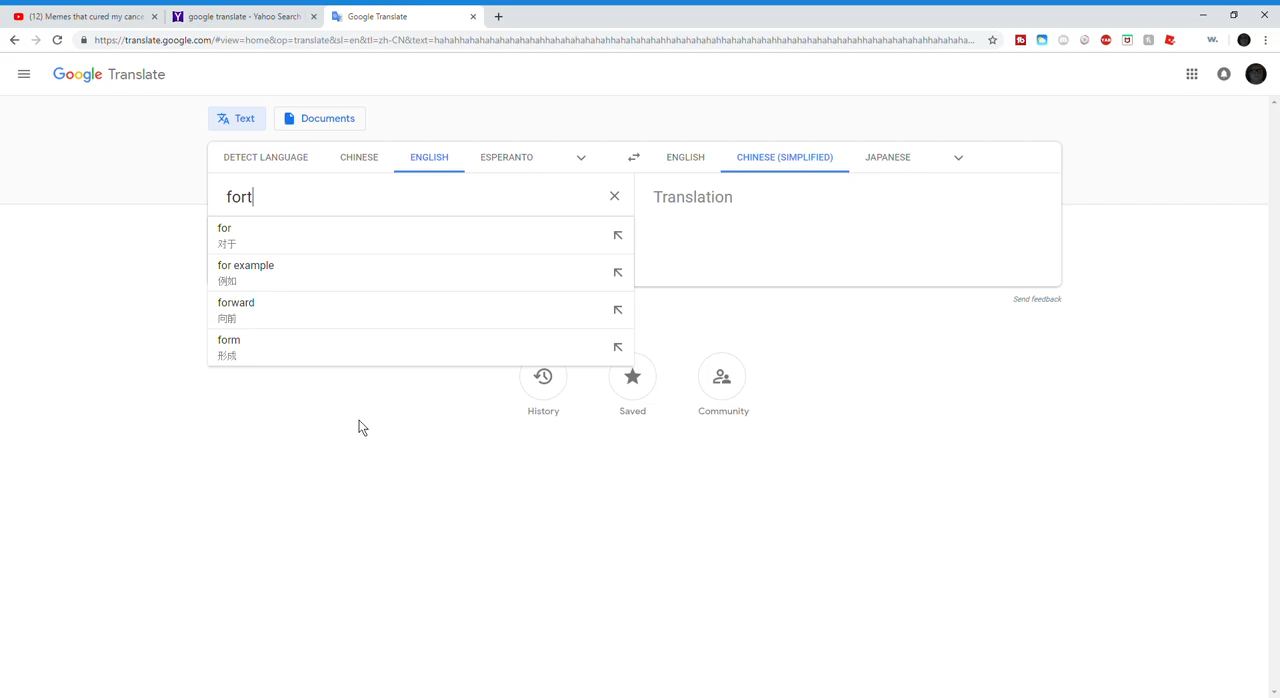 (12) Memes that cured my cance
google translate - Yahoo Search
Google Translate
https://translate.google.com/#view=home&op=translate&sl=en&tl=zh-CN&text=
Google Translate
Text
Documents
DETECT LANGUAGE
CHINESE
ENGLISH
ESPERANTO
ENGLISH
CHINESE (SIMPLIFIED)
JAPANESE
fort
Translation
for
对于
for example
例如
forward
向前
form
形成
Send feedback
History
Saved
Community